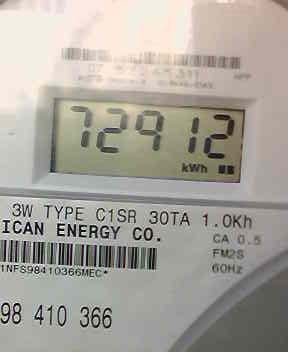 72912
kWh
3W TYPE C1SR 30TA 1.0Kh
ICAN ENERGY CO.
CA 0.5
FM2S
1NFS98410366MEC*
60Hz
98 410 366